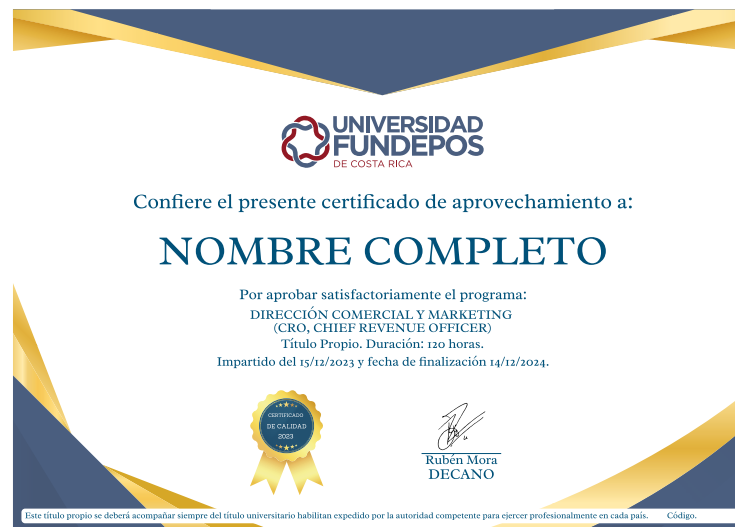 UNIVERSIDAD
FUNDEPOS
DE COSTA RICA
Confiere el presente certificado de aprovechamiento a:
NOMBRE COMPLETO
Por aprobar satisfactoriamente el programa:
DIRECCIÓN COMERCIAL Y MARKETING
(CRO, CHIEF REVENUE OFFICER)
Título Propio. Duración: 120 horas.
Impartido del 15/12/2023 y fecha de finalización 14/12/2024.
CERTIFICADO
DE CALIDAD
2023
Rubén Mora
DECANO
Este título propio se deberá acompañar siempre del título universitario habilitan expedido por la autoridad competente para ejercer profesionalmente en cada país. Código.